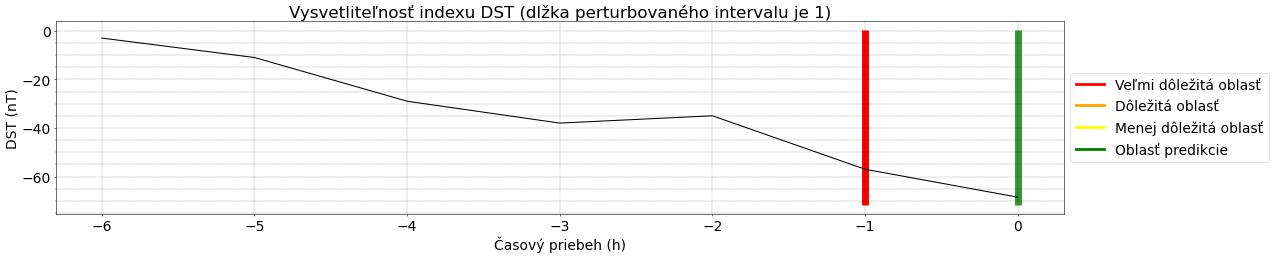 Vysvetliteľnosť indexu DST (dĺžka perturbovaného intervalu je 1)
DST (nT)
0
−20
−40
−60
−6
−5
−4
−3
−2
−1
0
Časový priebeh (h)
Veľmi dôležitá oblasť
Dôležitá oblasť
Menej dôležitá oblasť
Oblasť predikcie